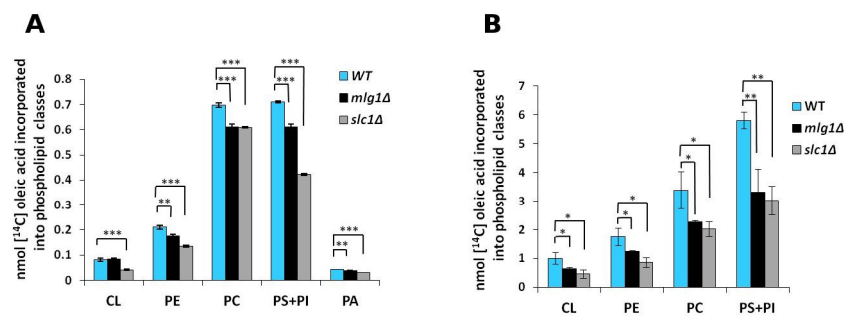 A
nmol [¹⁴C] oleic acid incorporated
into phospholipid classes
0.8
0.7
0.6
0.5
0.4
0.3
0.2
0.1
0
***
***
**
***
***
***
***
***
**
WT
mlg1Δ
slc1Δ
CL
PE
PC
PS+PI
PA
B
nmol [¹⁴C] oleic acid incorporated
into phospholipid classes
7
6
5
4
3
2
1
0
*
*
*
*
*
*
**
**
WT
mlg1Δ
slc1Δ
CL
PE
PC
PS+PI